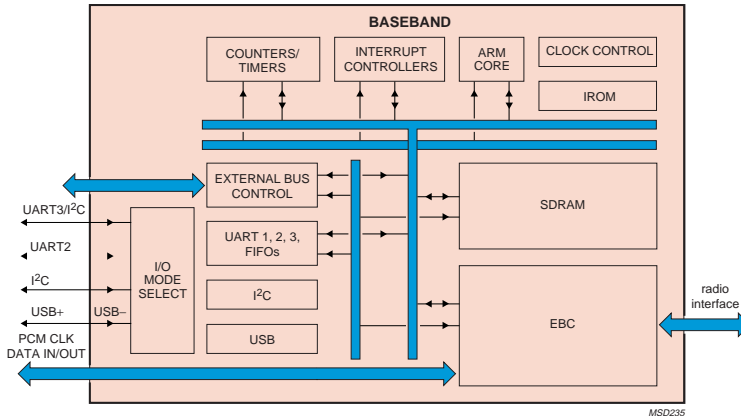 BASEBAND
COUNTERS/
TIMERS
INTERRUPT
CONTROLLERS
ARM
CORE
CLOCK CONTROL
IROM
EXTERNAL BUS
CONTROL
SDRAM
UART3/I²C
UART2
I²C
USB+
USB–
I/O
MODE
SELECT
UART 1, 2, 3,
FIFOs
I²C
USB
EBC
radio
interface
PCM CLK
DATA IN/OUT
MSD235